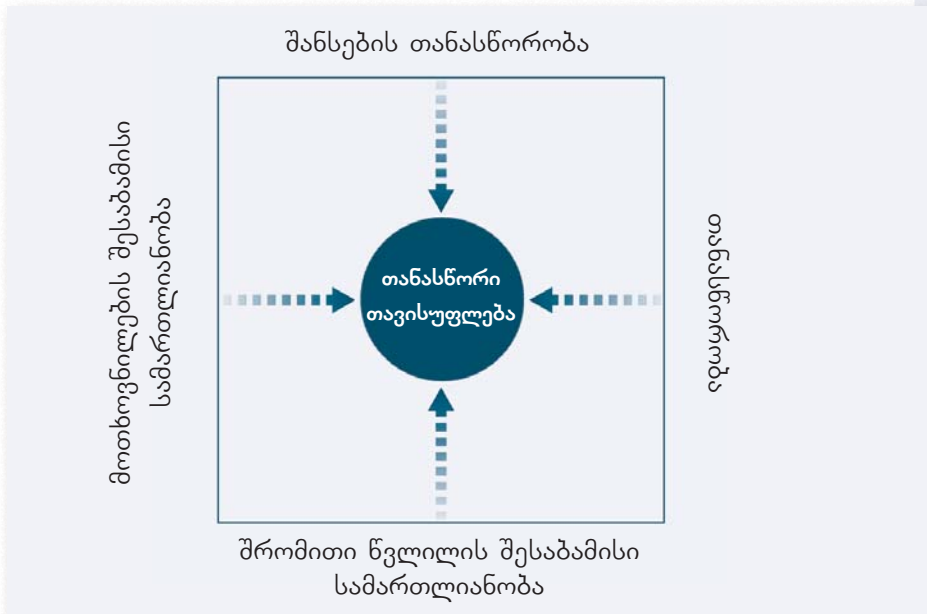 შანსების თანასწორობა
მოთხოვნილების შესაბამისი
სამართლიანობა
თანასწორი
თავისუფლება
თანასწორობა
შრომითი წვლილის შესაბამისი
სამართლიანობა